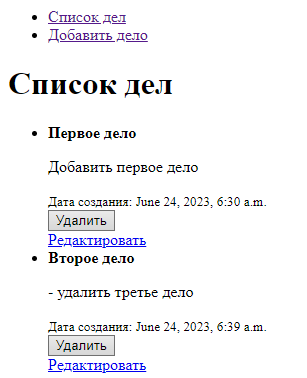 Список дел
Добавить дело
Список дел
Первое дело
Добавить первое дело
Дата создания: June 24, 2023, 6:30 a.m.
Удалить
Редактировать
Второе дело
- удалить третье дело
Дата создания: June 24, 2023, 6:39 a.m.
Удалить
Редактировать